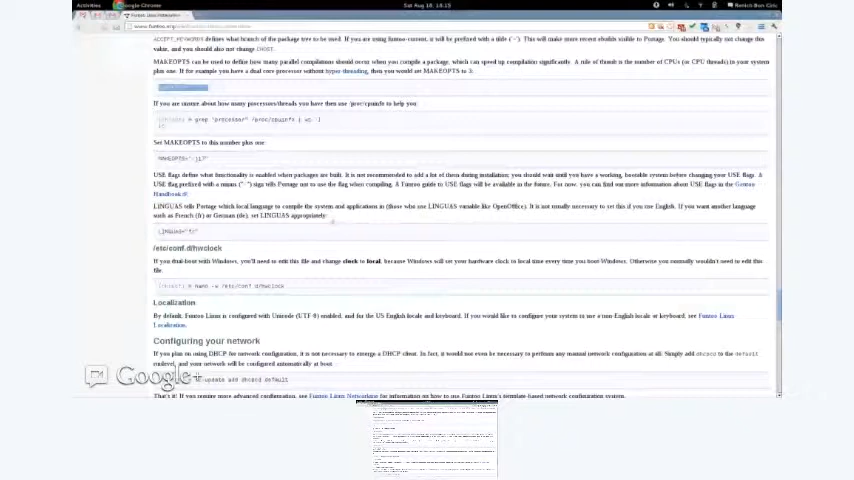 Activities Google Chrome Sat Aug 18, 14:15
Funtoo Linux Installation
ACCEPT_KEYWORDS defines what branch of the package tree to be used. If you are using funtoo-current, it will be prefixed with a tilde ('~'). This will make more recent ebuilds visible to Portage. You should typically not change this
value, and you should also not change CHOST.
MAKEOPTS can be used to define how many parallel compilations should occur when you compile a package, which can speed up compilation significantly. A rule of thumb is the number of CPUs (or CPU threads) in your system
plus one. If for example you have a dual core processor without hyper-threading, then you would set MAKEOPTS to 3:
If you are unsure about how many processors/threads you have then use /proc/cpuinfo to help you
Set MAKEOPTS to this number plus one:
MAKEOPTS="-j17"
USE flags define what functionality is enabled when packages are built. It is not recommended to add a lot of them during installation; you should wait until you have a working, bootable system before changing your USE flags. A
USE flag prefixed with a minus ("-") sign tells Portage not to use the flag when compiling. A Funtoo guide to USE flags will be available in the future. For now, you can find out more information about USE flags in the Gentoo
Handbook
LINGUAS tells Portage which local language to compile the system and applications in (those who use LINGUAS variable like OpenOffice). It is not usually necessary to set this if you use English. If you want another language
such as French (fr) or German (de), set LINGUAS appropriately:
LINGUAS="fr"
/etc/conf.d/hwclock
If you dual-boot with Windows, you'll need to edit this file and change clock to local, because Windows will set your hardware clock to local time every time you boot Windows. Otherwise you normally wouldn't need to edit this
file.
nano -w /etc/conf.d/hwclock
Localization
By default, Funtoo Linux is configured with Unicode (UTF-8) enabled, and for the US English locale and keyboard. If you would like to configure your system to use a non-English locale or keyboard, see Funtoo Linux
Localization.
Configuring your network
If you plan on using DHCP for network configuration, it is not necessary to emerge a DHCP client. In fact, it would not even be necessary to perform any manual network configuration at all. Simply add dhcpcd to the default
runlevel, and your network will be configured automatically at boot
Google+
update add dhcpcd default
That's it! If you require more advanced configuration, see Funtoo Linux Networking for information on how to use Funtoo Linux's template-based network configuration system.